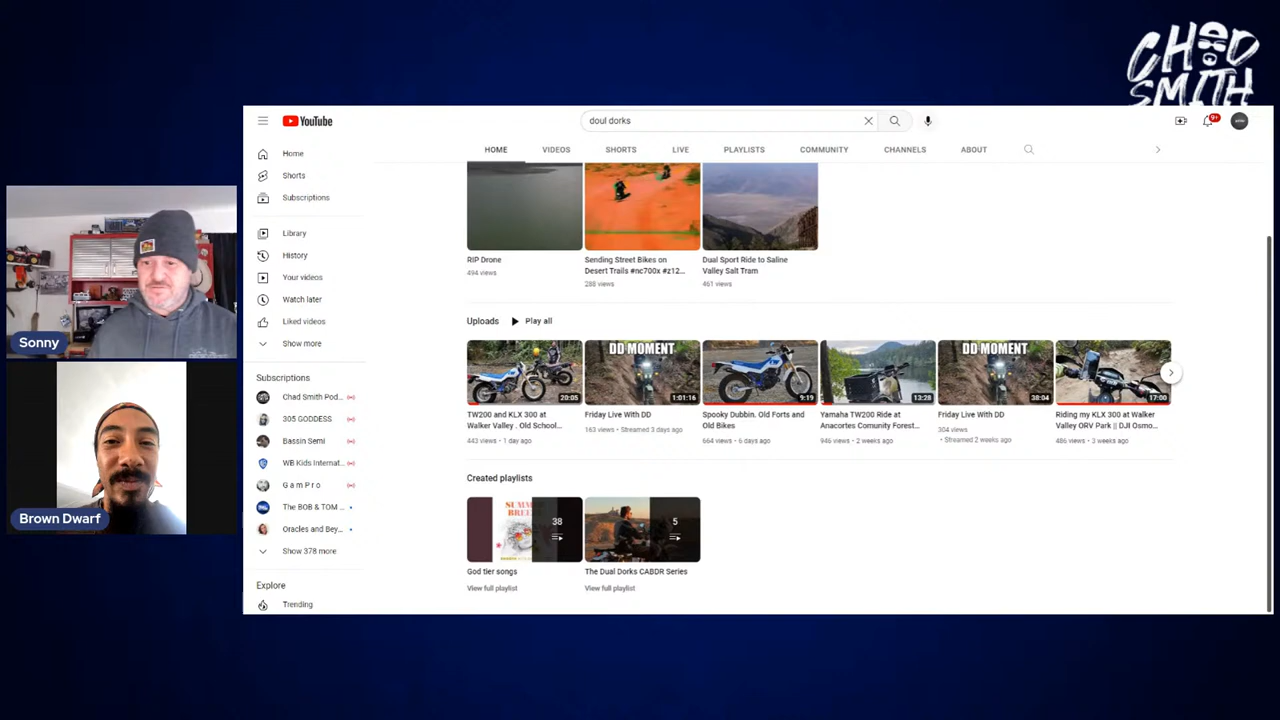 CHAD
SMITH
YouTube
doul dorks
9+
HOME VIDEOS SHORTS LIVE PLAYLISTS COMMUNITY CHANNELS ABOUT
Home
Shorts
Subscriptions
Library
History
Your videos
Watch later
Liked videos
Show more
Subscriptions
Chad Smith Pod...
305 GODDESS
Bassin Semi
WB Kids Internat...
G a m P r o
The BOB & TOM ...
Oracles and Bey...
Show 378 more
Explore
Trending
RIP Drone
494 views
Sending Street Bikes on
Desert Trails #nc700x #z12...
288 views
Dual Sport Ride to Saline
Valley Salt Tram
461 views
Uploads Play all
20:05
TW200 and KLX 300 at
Walker Valley . Old School...
443 views • 1 day ago
DD MOMENT
1:01:16
Friday Live With DD
163 views • Streamed 3 days ago
9:19
Spooky Dubbin. Old Forts and
Old Bikes
664 views • 6 days ago
13:28
Yamaha TW200 Ride at
Anacortes Comunity Forest...
946 views • 2 weeks ago
DD MOMENT
38:04
Friday Live With DD
304 views
• Streamed 2 weeks ago
17:00
Riding my KLX 300 at Walker
Valley ORV Park || DJI Osmo...
486 views • 3 weeks ago
Created playlists
38
God tier songs
View full playlist
5
The Dual Dorks CABDR Series
View full playlist
Sonny
Brown Dwarf